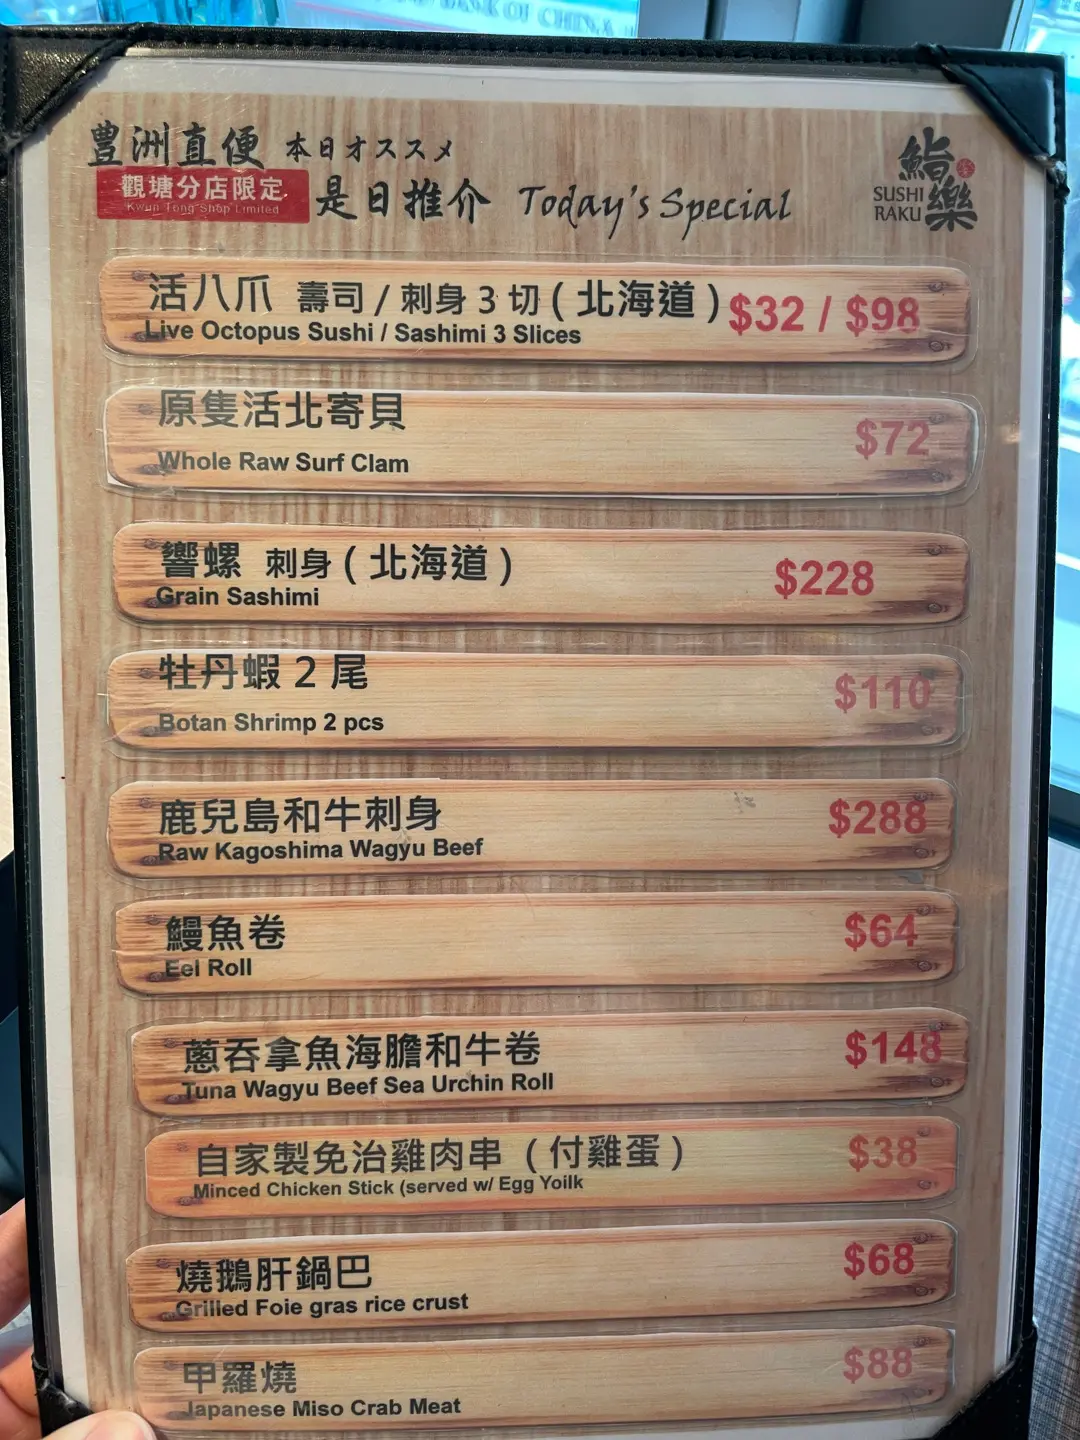 BANK OF CHINA
豊洲直便 本日オススメ
觀塘分店限定
Kwun Tong Shop Limited
是日推介 Today's Special
鮨樂
SUSHI
RAKU
活八爪 壽司 / 刺身 3 切 ( 北海道 ) $32 / $98
Live Octopus Sushi / Sashimi 3 Slices
原隻活北寄貝 $72
Whole Raw Surf Clam
響螺 刺身 ( 北海道 ) $228
Grain Sashimi
牡丹蝦 2 尾 $110
Botan Shrimp 2 pcs
鹿兒島和牛刺身 $288
Raw Kagoshima Wagyu Beef
鰻魚卷 $64
Eel Roll
蔥吞拿魚海膽和牛卷 $148
Tuna Wagyu Beef Sea Urchin Roll
自家製免治雞肉串 ( 付雞蛋 ) $38
Minced Chicken Stick (served w/ Egg Yoilk
燒鵝肝鍋巴 $68
Grilled Foie gras rice crust
甲羅燒 $88
Japanese Miso Crab Meat